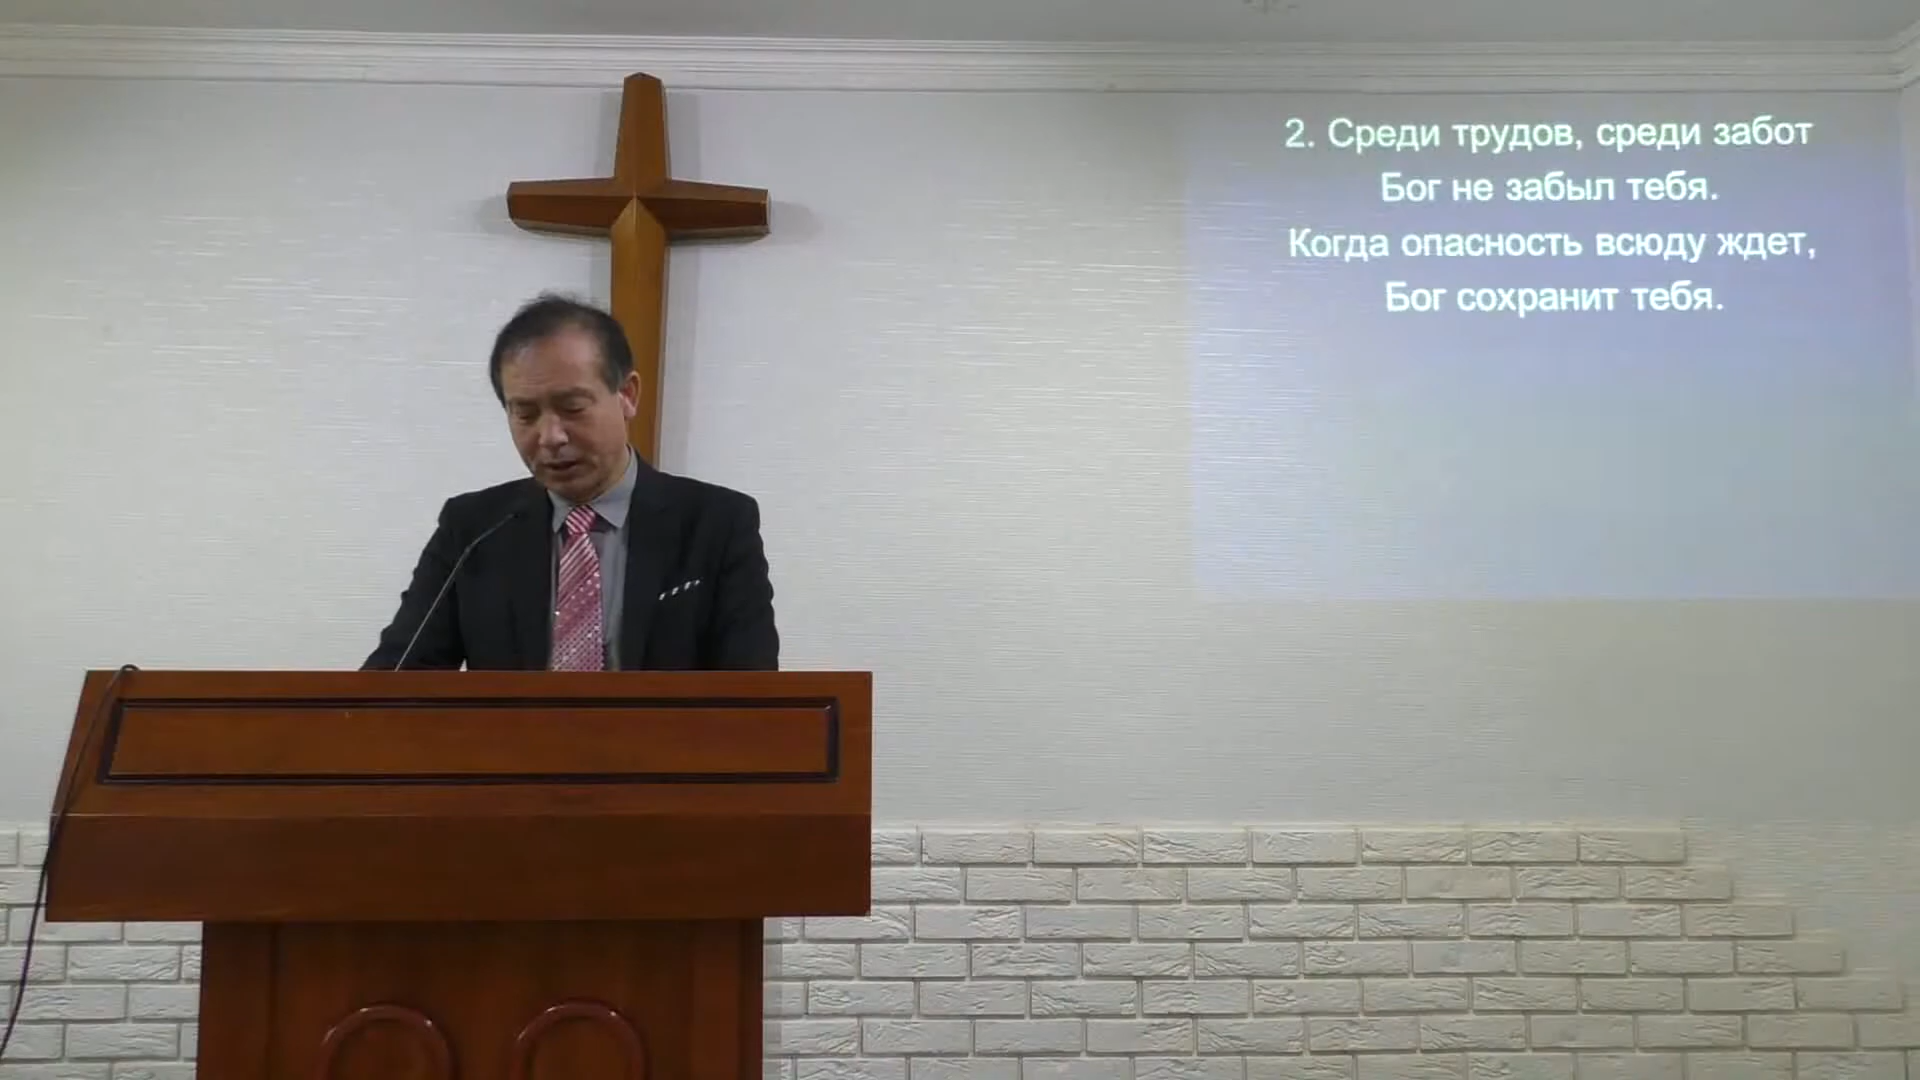 2. Среди трудов, среди забот
Бог не забыл тебя.
Когда опасность всюду ждет,
Бог сохранит тебя.